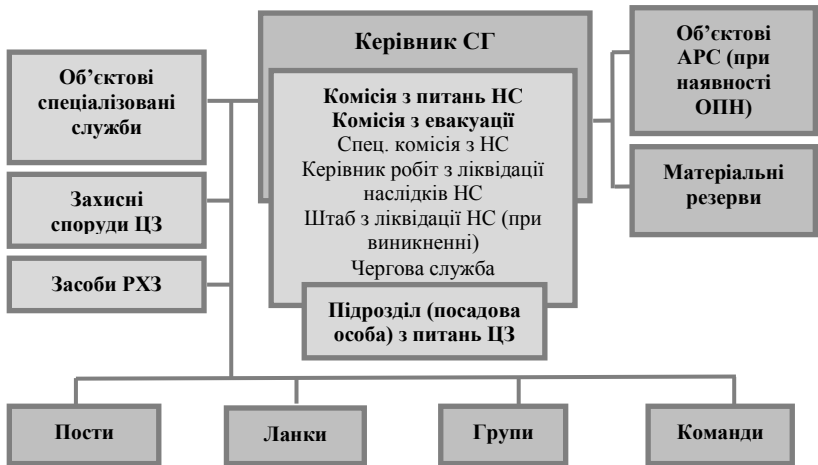 Керівник СГ
Об’єктові
спеціалізовані
служби
Захисні
споруди ЦЗ
Засоби РХЗ
Комісія з питань НС
Комісія з евакуації
Спец. комісія з НС
Керівник робіт з ліквідації
наслідків НС
Штаб з ліквідації НС (при
виникненні)
Чергова служба
Підрозділ (посадова
особа) з питань ЦЗ
Об’єктові
АРС (при
наявності
ОПН)
Матеріальні
резерви
Пости
Ланки
Групи
Команди